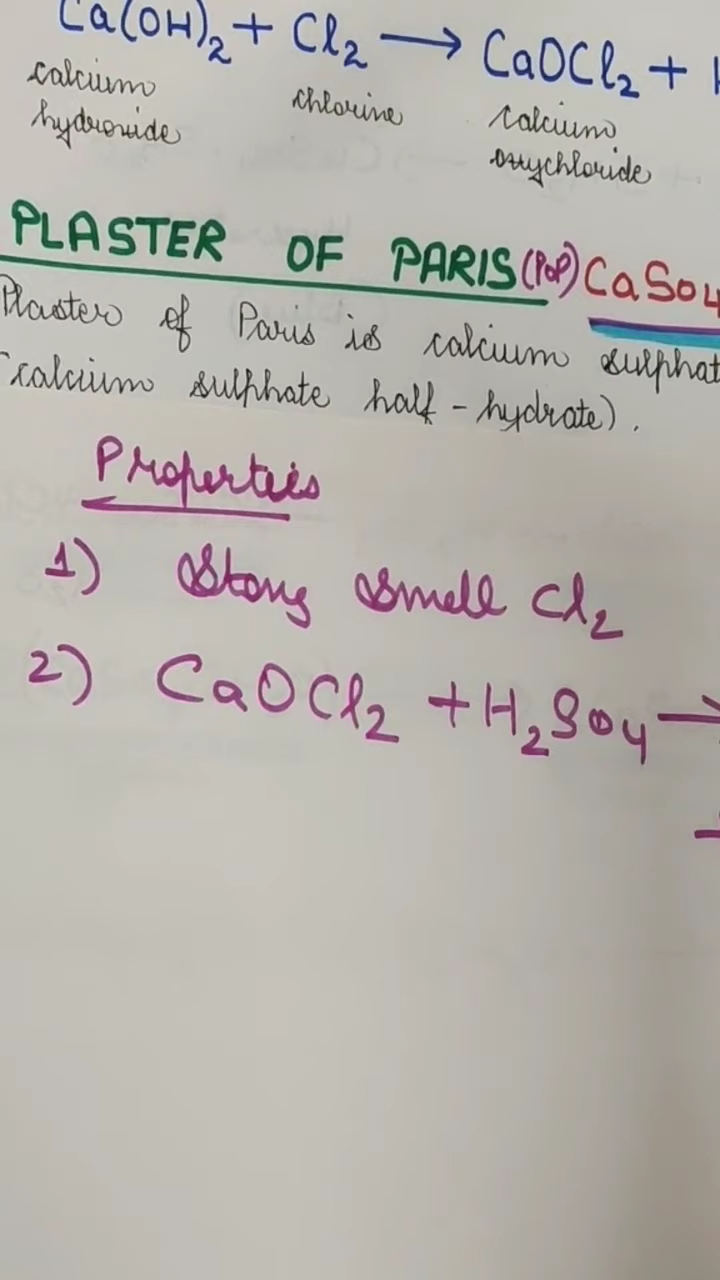 Ca(OH)₂ + Cl₂ → CaOCl₂ +
calcium chlorine calcium
hydroxide oxychloride
PLASTER OF PARIS (POP) CaSO4
Plaster of Paris is calcium sulphat
(calcium sulphate half-hydrate).
Properties
1) Stong smell Cl₂
2) CaOCl₂ + H₂SO₄ →